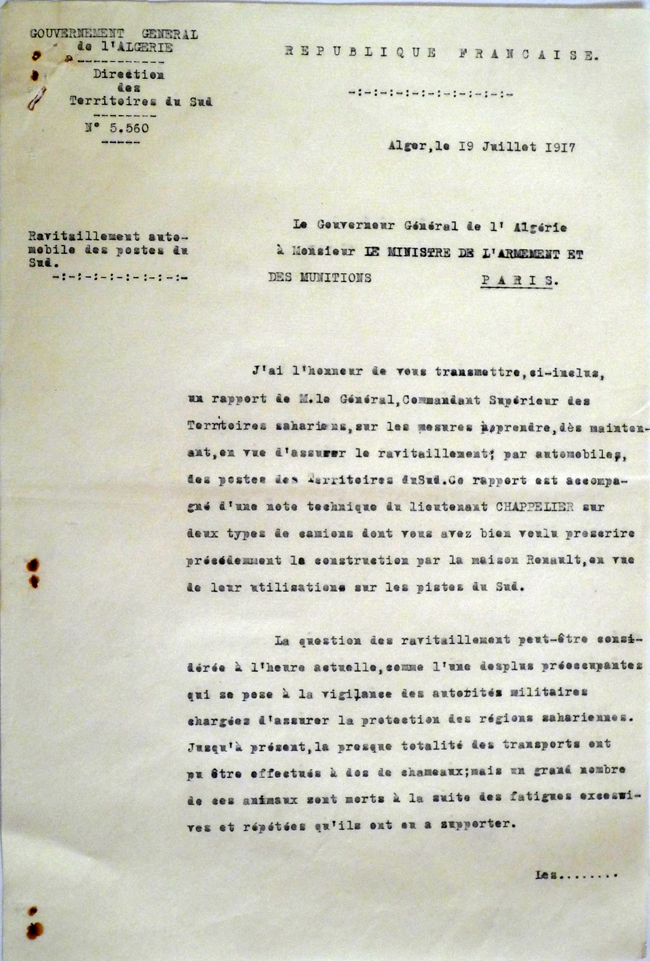 GOUVERNEMENT GENERAL
de l'ALGERIE
-----------
Direction
des
Territoires du Sud
--------
N° 5.560
-----
REPUBLIQUE FRANCAISE.
-:-:-:-:-:-:-:-:-:-
Alger,le 19 Juillet 1917
Ravitaillement auto-
mobile des postes du
Sud.
-:-:-:-:-:-:-:-
Le Gouverneur Général de l' Algérie
à Monsieur LE MINISTRE DE L'ARMEMENT ET
DES MUNITIONS PARIS.
J'ai l'honneur de vous transmettre,ci-inclus,
un rapport de M.le Général,Commandant Supérieur des
Territoires sahariens,sur les mesures àpprendre,dès mainten-
ant,en vue d'assurer le ravitaillement; par automobiles,
des postes des Territoires duSud.Ce rapport est accompa-
gné d'une note technique du lieutenant CHAPPELIER sur
deux types de camions dont vous avez bien voulu prescrire
précédemment la construction par la maison Renault,en vue
de leur utilisations sur les pistes du Sud.
La question des ravitaillement peut-être consi-
dérée à l'heure actuelle,comme l'une desplus préoccupantes
qui se pose à la vigilance des autorités militaires
chargées d'assurer la protection des régions sahariennes.
Jusqu'à présent,la presque totalité des transports ont
pu être effectués à dos de chameaux;mais un grand nombre
de ces animaux sont morts à la suite des fatigues excessi-
ves et répétées qu'ils ont eu a supporter.
Les........